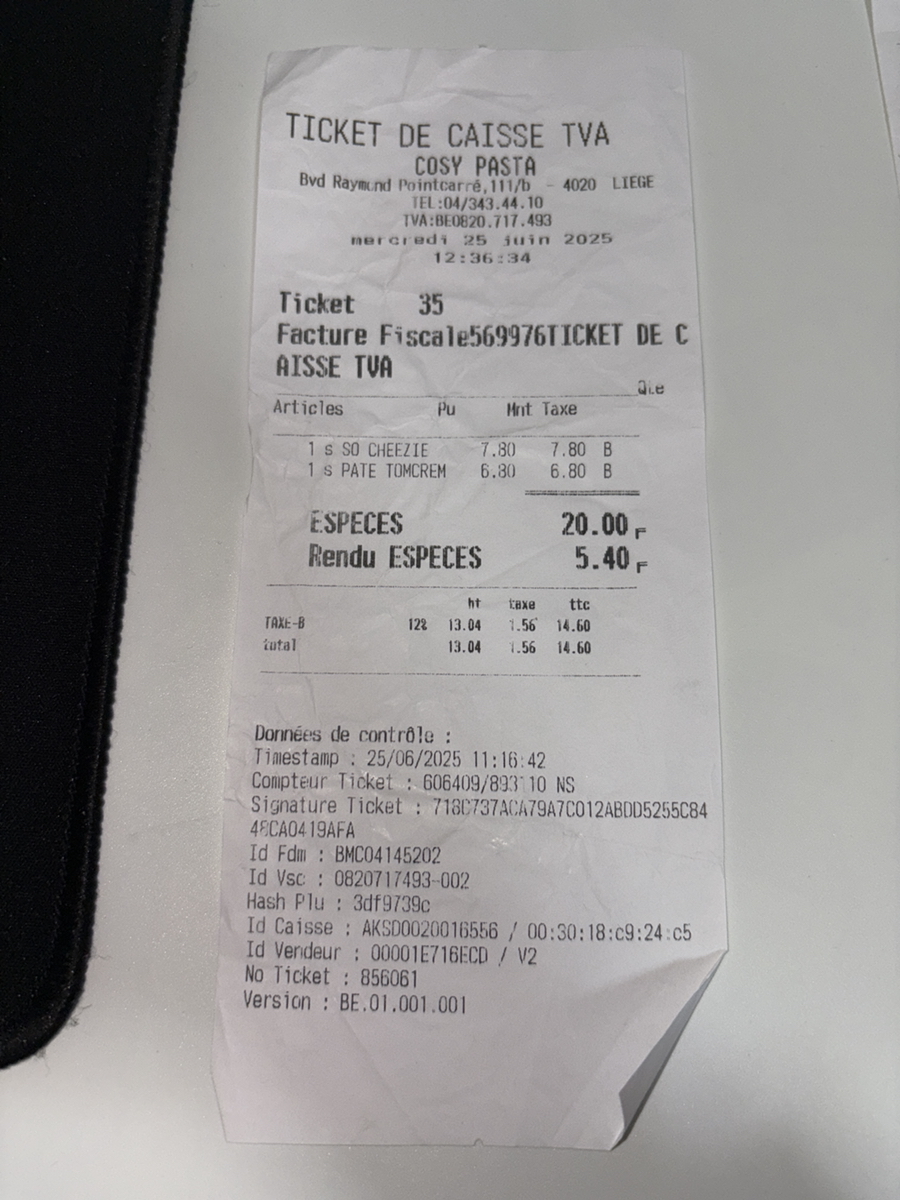 TICKET DE CAISSE TVA
COSY PASTA
Bvd Raymond Pointcarré,111/b - 4020 LIEGE
TEL:04/343.44.10
TVA:BE0820.717.493
mercredi 25 juin 2025
12:36:34
Ticket 35
Facture Fiscale569976TICKET DE C
AISSE TVA
Qte
Articles Pu Mnt Taxe
1 s SO CHEEZIE 7.80 7.80 B
1 s PATE TOMCREM 6.80 6.80 B
ESPECES 20.00 F
Rendu ESPECES 5.40 F
ht taxe ttc
TAXE-B 12% 13.04 1.56 14.60
total 13.04 1.56 14.60
Données de contrôle :
Timestamp : 25/06/2025 11:16:42
Compteur Ticket : 606409/893110 NS
Signature Ticket : 718C737ACA79A7C012ABDD5255C84
48CA0419AFA
Id Fdm : BMC04145202
Id Vsc : 0820717493-002
Hash Plu : 3df9739c
Id Caisse : AKSD0020016556 / 00:30:18:c9:24:c5
Id Vendeur : 00001E716ECD / V2
No Ticket : 856061
Version : BE.01.001.001